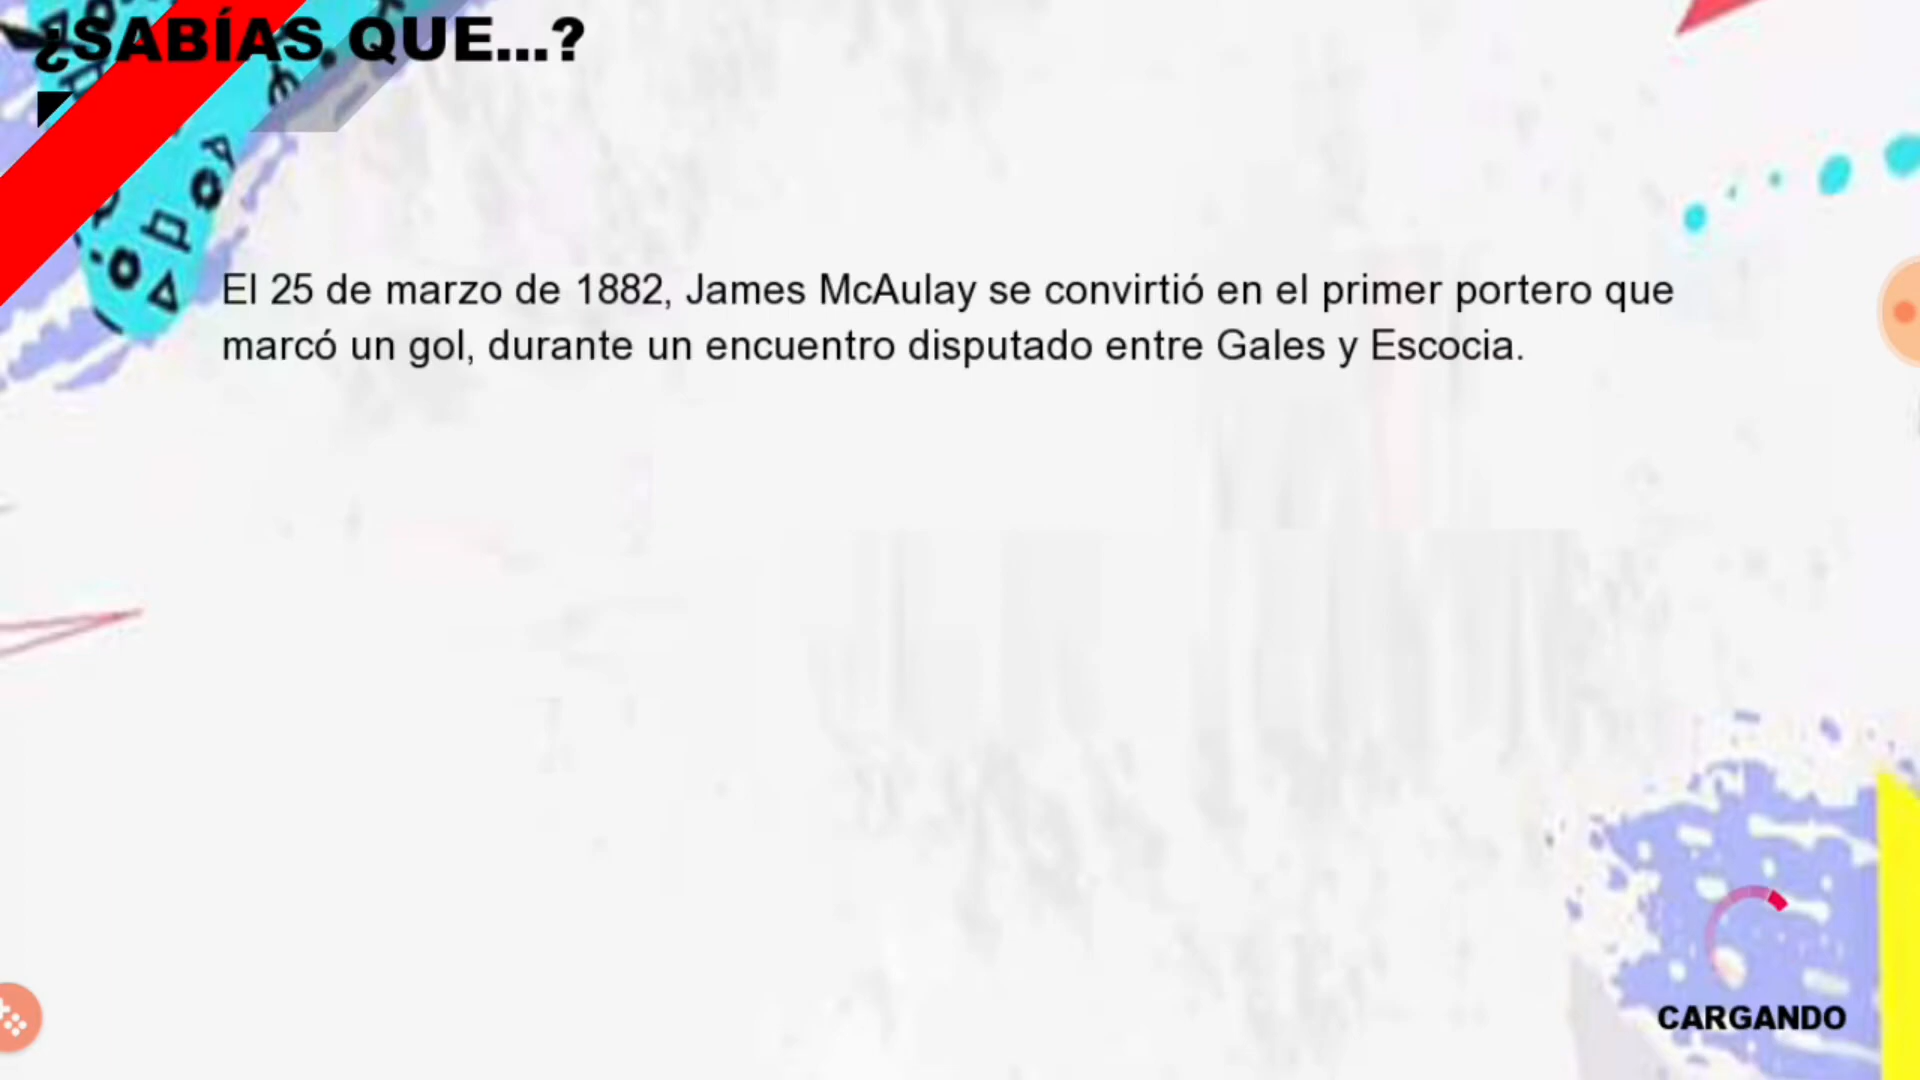 ¿SABÍAS QUE...?
El 25 de marzo de 1882, James McAulay se convirtió en el primer portero que
marcó un gol, durante un encuentro disputado entre Gales y Escocia.
CARGANDO